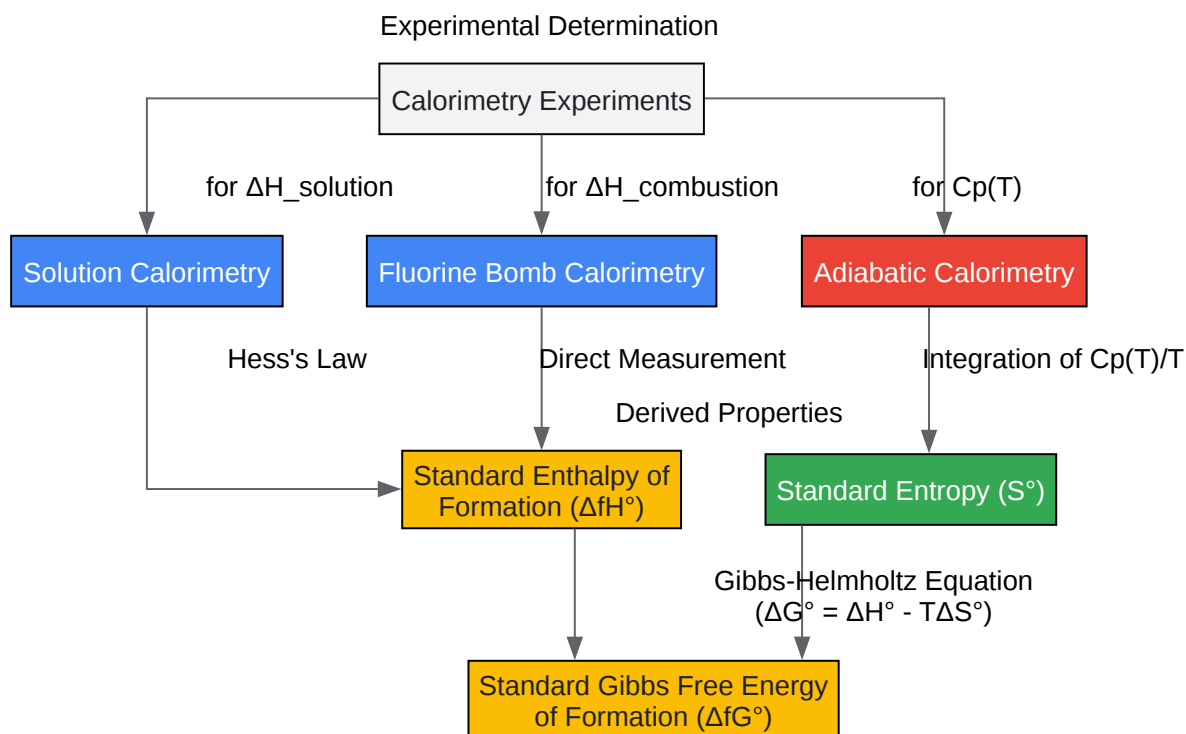 Experimental Determination
Calorimetry Experiments
for ΔH_solution
for ΔH_combustion
for Cp(T)
Solution Calorimetry
Fluorine Bomb Calorimetry
Adiabatic Calorimetry
Hess's Law
Direct Measurement
Integration of Cp(T)/T
Derived Properties
Standard Enthalpy of
Formation (ΔfH°)
Standard Entropy (S°)
Gibbs-Helmholtz Equation
(ΔG° = ΔH° - TΔS°)
Standard Gibbs Free Energy
of Formation (ΔfG°)